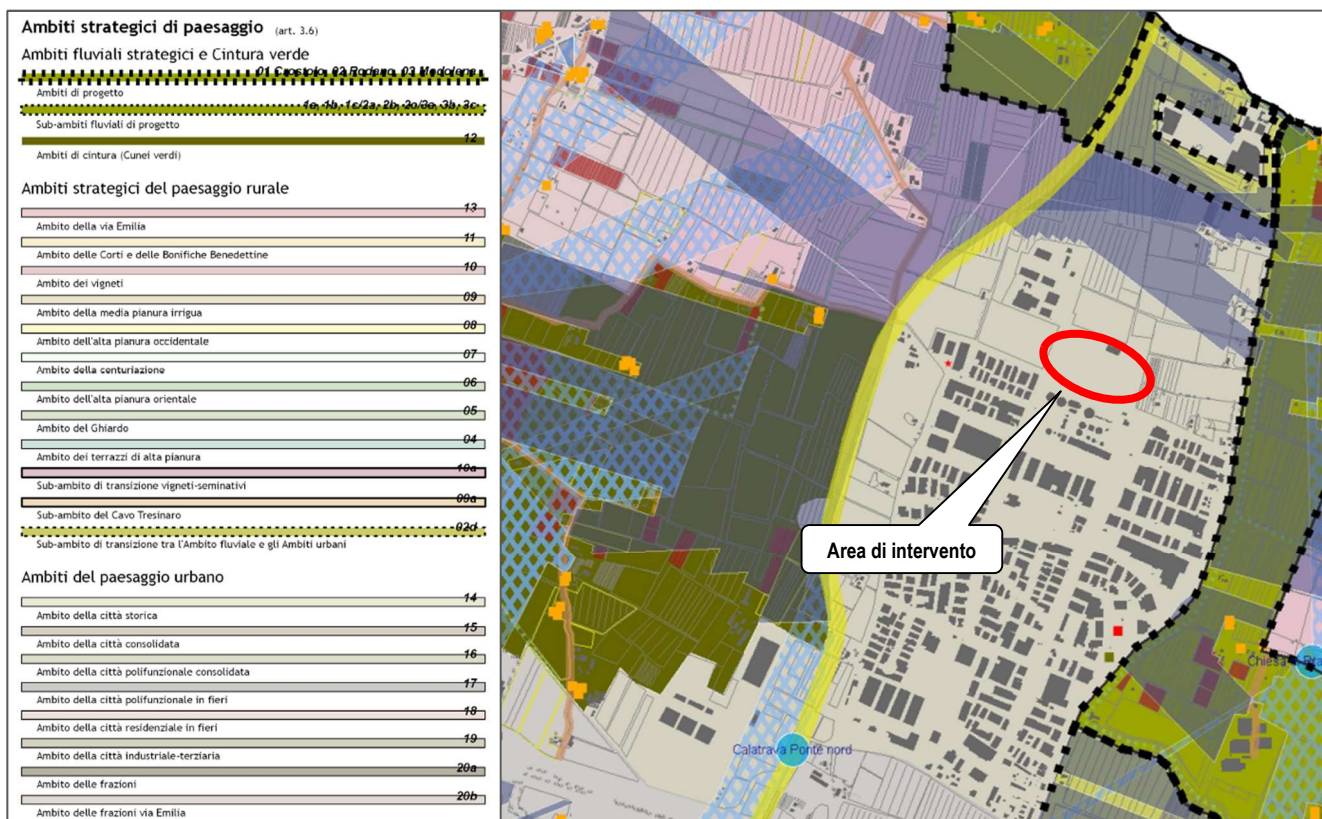 Ambiti strategici di paesaggio (art. 3.6)
Ambiti fluviali strategici e Cintura verde
01 Crostolo, 02 Rodano, 03 Modolena
Ambiti di progetto
1a, 1b, 1c/2a, 2b, 2c/3a, 3b, 3c
Sub-ambiti fluviali di progetto
12
Ambiti di cintura (Cunei verdi)
Ambiti strategici del paesaggio rurale
13
Ambito della via Emilia
11
Ambito delle Corti e delle Bonifiche Benedettine
10
Ambito dei vigneti
09
Ambito della media pianura irrigua
08
Ambito dell'alta pianura occidentale
07
Ambito della centuriazione
06
Ambito dell'alta pianura orientale
05
Ambito del Ghiardo
04
Ambito dei terrazzi di alta pianura
10a
Sub-ambito di transizione vigneti-seminativi
09a
Sub-ambito del Cavo Tresinaro
02d
Sub-ambito di transizione tra l'Ambito fluviale e gli Ambiti urbani
Ambiti del paesaggio urbano
14
Ambito della città storica
15
Ambito della città consolidata
16
Ambito della città polifunzionale consolidata
17
Ambito della città polifunzionale in fieri
18
Ambito della città residenziale in fieri
19
Ambito della città industriale-terziaria
20a
Ambito delle frazioni
20b
Ambito delle frazioni via Emilia
Area di intervento
Calatrava Ponte nord
Chiesa